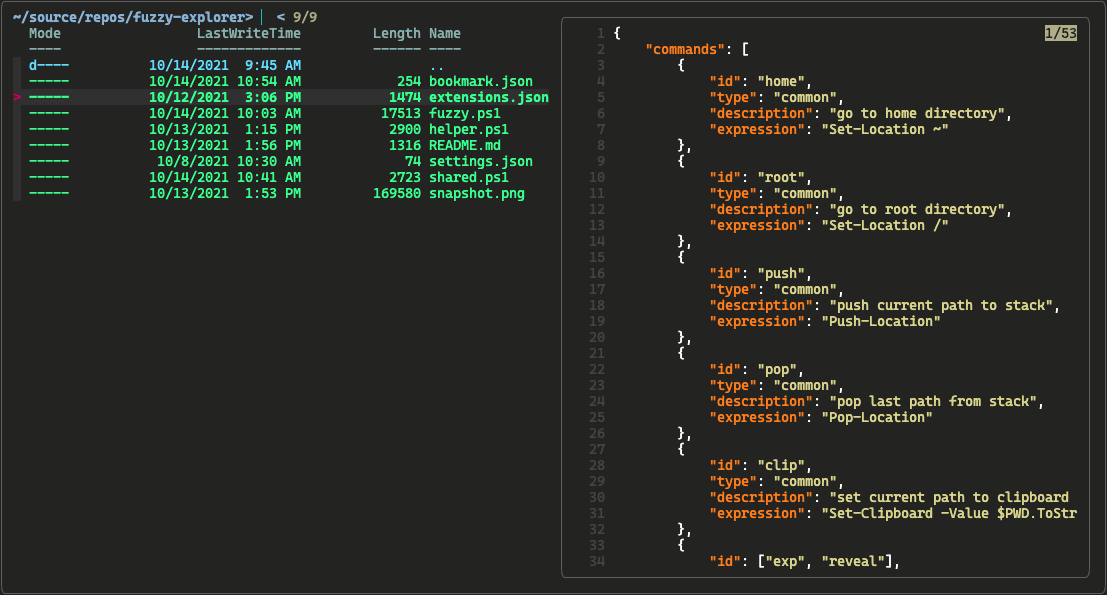 ~/source/repos/fuzzy-explorer> < 9/9
Mode LastWriteTime Length Name
---- ------------- ------ ----
d---- 10/14/2021 9:45 AM ..
----- 10/14/2021 10:54 AM 254 bookmark.json
> ----- 10/12/2021 3:06 PM 1474 extensions.json
----- 10/14/2021 10:03 AM 17513 fuzzy.ps1
----- 10/13/2021 1:15 PM 2900 helper.ps1
----- 10/13/2021 1:56 PM 1316 README.md
----- 10/8/2021 10:30 AM 74 settings.json
----- 10/14/2021 10:41 AM 2723 shared.ps1
----- 10/13/2021 1:53 PM 169580 snapshot.png
1 { 1/53
2 "commands": [
3 {
4 "id": "home",
5 "type": "common",
6 "description": "go to home directory",
7 "expression": "Set-Location ~"
8 },
9 {
10 "id": "root",
11 "type": "common",
12 "description": "go to root directory",
13 "expression": "Set-Location /"
14 },
15 {
16 "id": "push",
17 "type": "common",
18 "description": "push current path to stack",
19 "expression": "Push-Location"
20 },
21 {
22 "id": "pop",
23 "type": "common",
24 "description": "pop last path from stack",
25 "expression": "Pop-Location"
26 },
27 {
28 "id": "clip",
29 "type": "common",
30 "description": "set current path to clipboard
31 "expression": "Set-Clipboard -Value $PWD.ToStr
32 },
33 {
34 "id": ["exp", "reveal"],